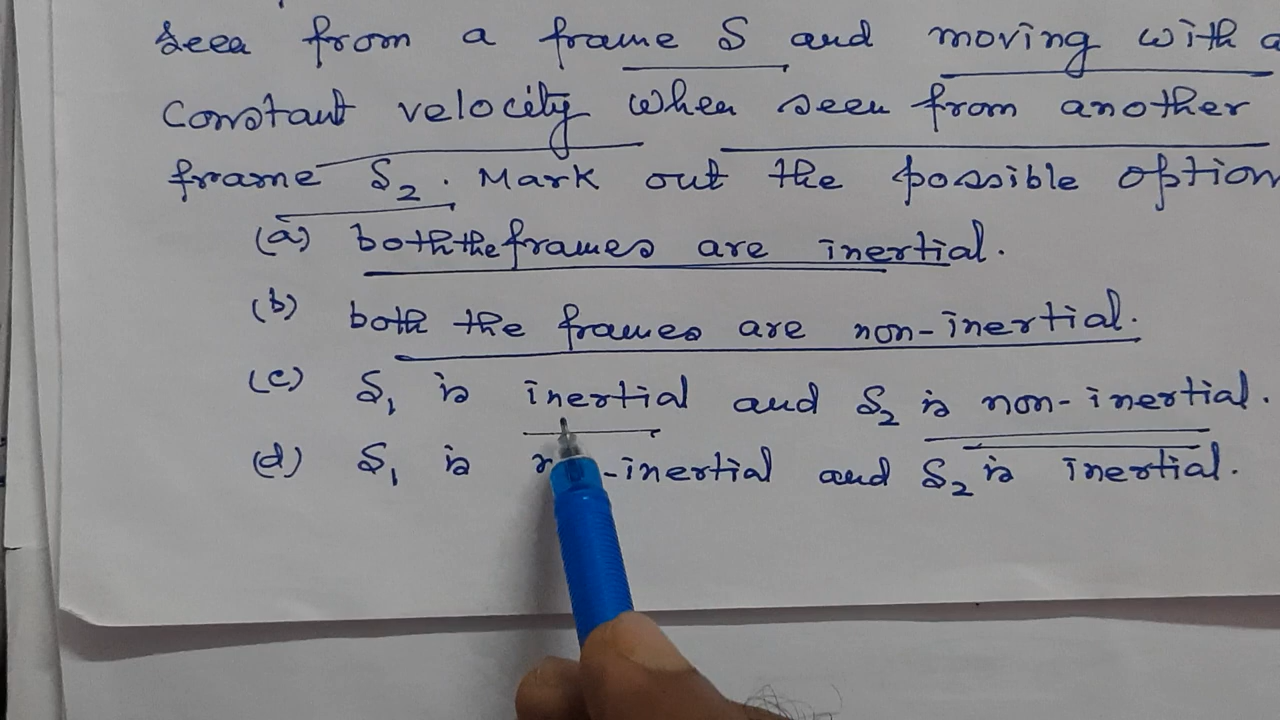 seen from a frame S and moving with a
constant velocity when seen from another
frame S₂. Mark out the possible option
(a) both the frames are inertial.
(b) both the frames are non-inertial.
(c) S₁ is inertial and S₂ is non-inertial.
(d) S₁ is -inertial and S₂ is inertial.